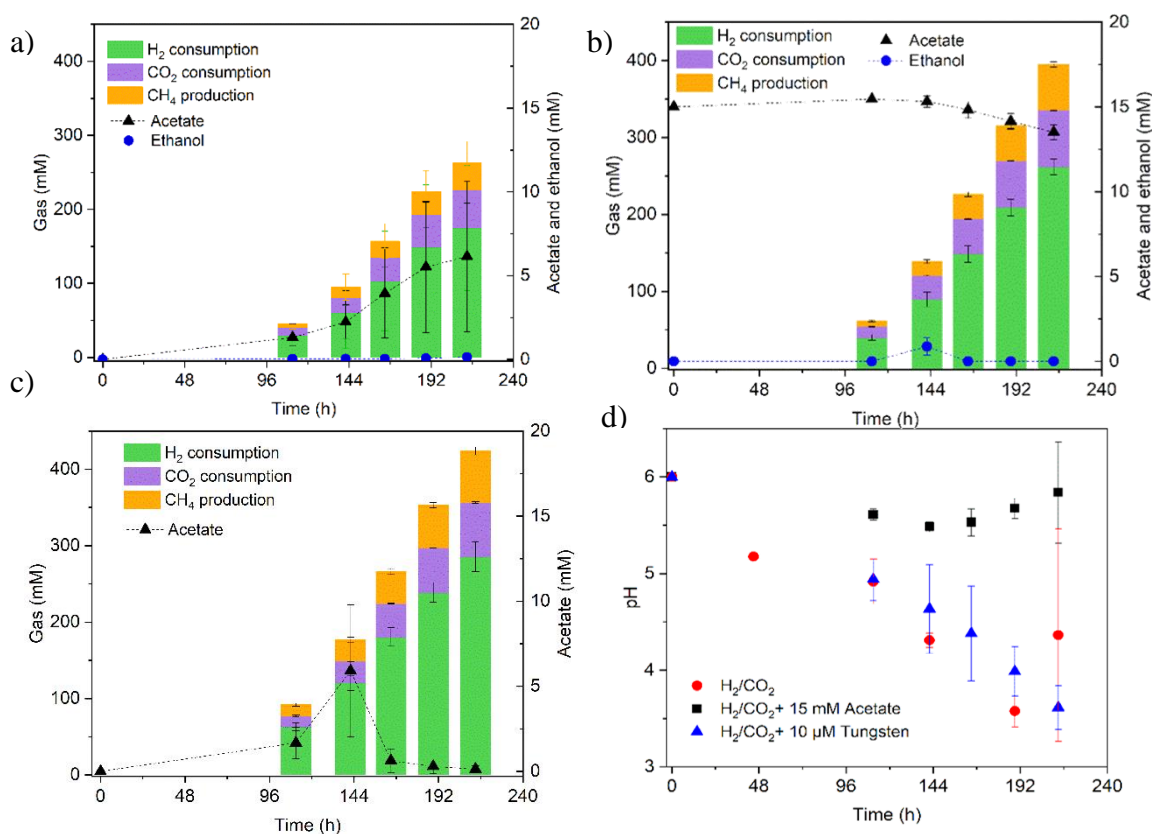 a)
H₂ consumption
CO₂ consumption
CH₄ production
Acetate
Ethanol
Gas (mM)
400
300
200
100
0
20
15
10
5
0
Acetate and ethanol (mM)
0 48 96 144 192 240
Time (h)
b)
H₂ consumption
CO₂ consumption
CH₄ production
Acetate
Ethanol
Gas (mM)
400
300
200
100
0
20
15
10
5
0
Acetate and ethanol (mM)
0 48 96 144 192 240
Time (h)
c)
H₂ consumption
CO₂ consumption
CH₄ production
Acetate
Gas (mM)
400
300
200
100
0
20
15
10
5
0
Acetate (mM)
0 48 96 144 192 240
Time (h)
d)
pH
6
5
4
3
H₂/CO₂
H₂/CO₂+ 15 mM Acetate
H₂/CO₂+ 10 µM Tungsten
0 48 96 144 192 240
Time (h)